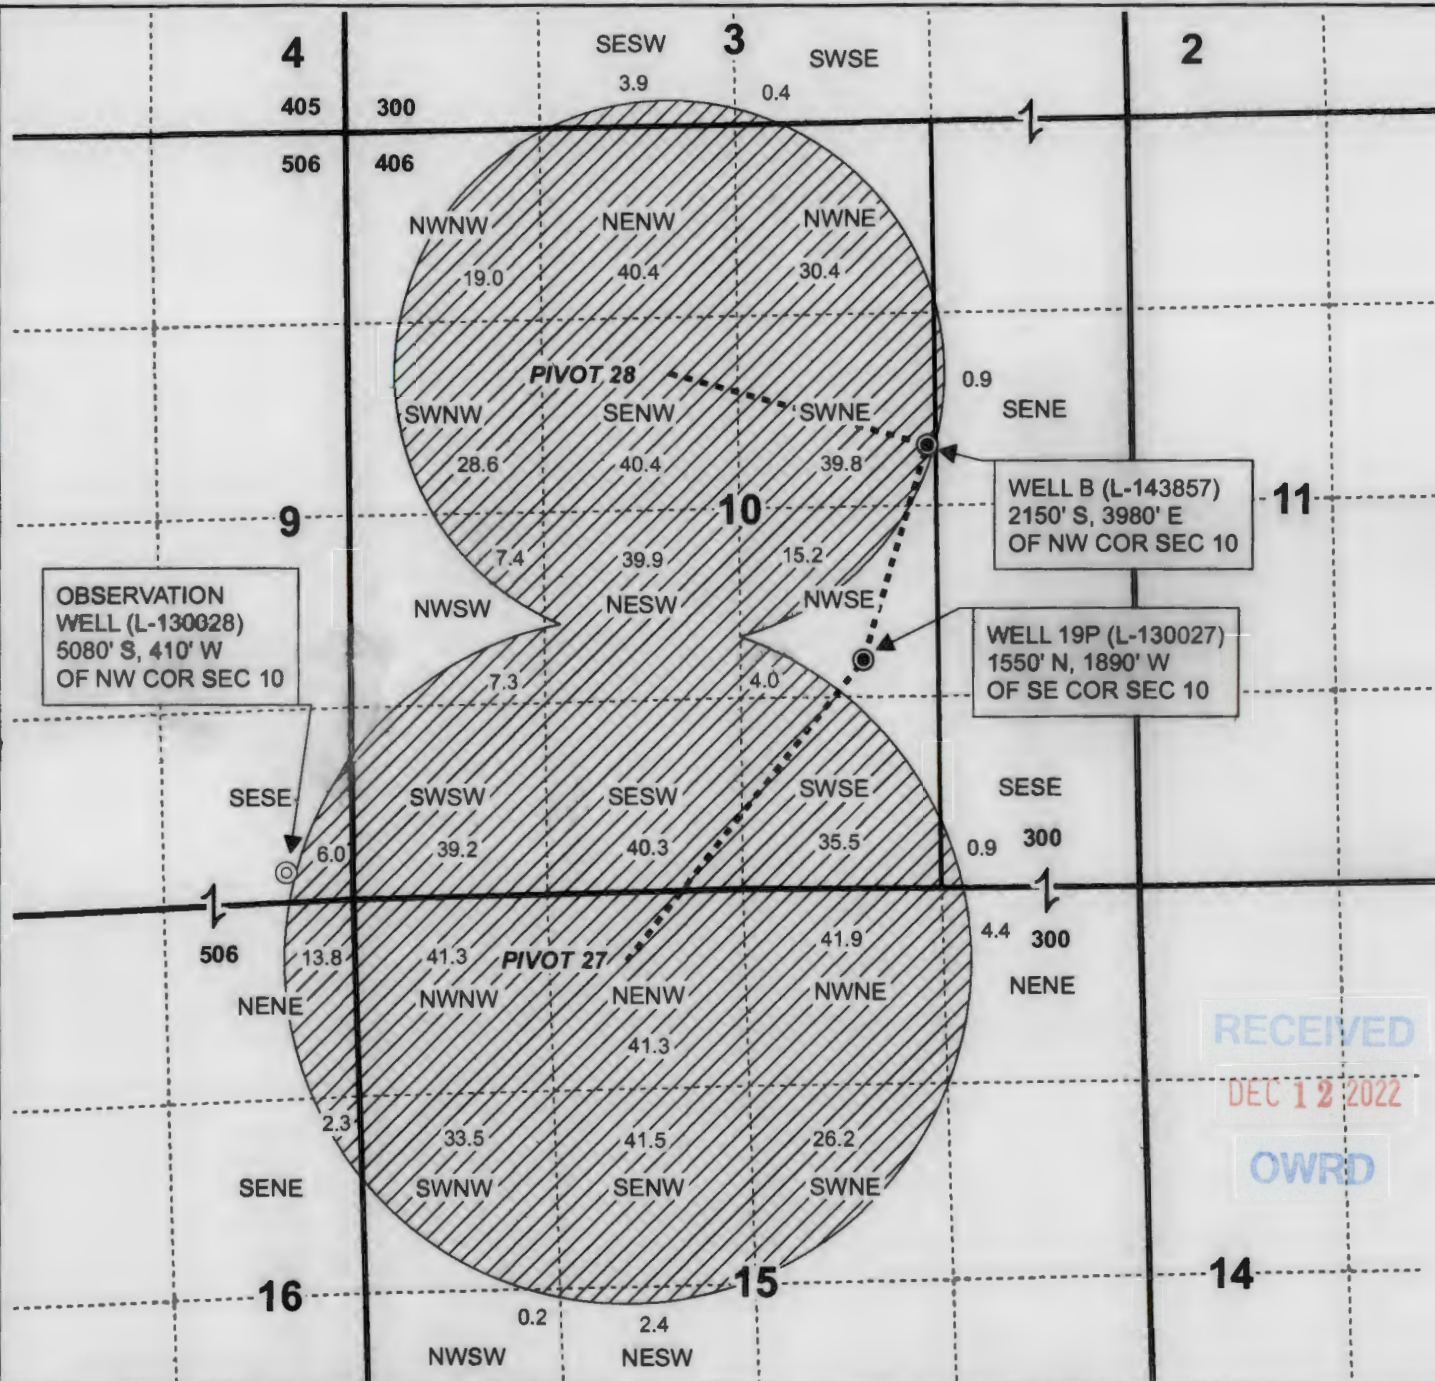 4
SESW
3
SWSE
2
3.9
0.4
405
300
506
406
NWNW
NENW
NWNE
19.0
40.4
30.4
PIVOT 28
0.9
SWNW
SENW
SWNE
SENE
28.6
40.4
39.8
WELL B (L-143857)
2150' S, 3980' E
OF NW COR SEC 10
9
10
11
7.4
39.9
15.2
NWSW
NESW
NWSE
OBSERVATION
WELL (L-130028)
5080' S, 410' W
OF NW COR SEC 10
WELL 19P (L-130027)
1550' N, 1890' W
OF SE COR SEC 10
7.3
4.0
SESE
SWSW
SESW
SWSE
SESE
6.0
39.2
40.3
35.5
0.9
300
506
13.8
41.3
PIVOT 27
41.9
4.4
300
NENE
NWNW
NENW
NWNE
NENE
41.3
RECEIVED
DEC 12 2022
OWRD
2.3
33.5
41.5
26.2
SENE
SWNW
SENW
SWNE
16
15
14
0.2
2.4
NWSW
NESW